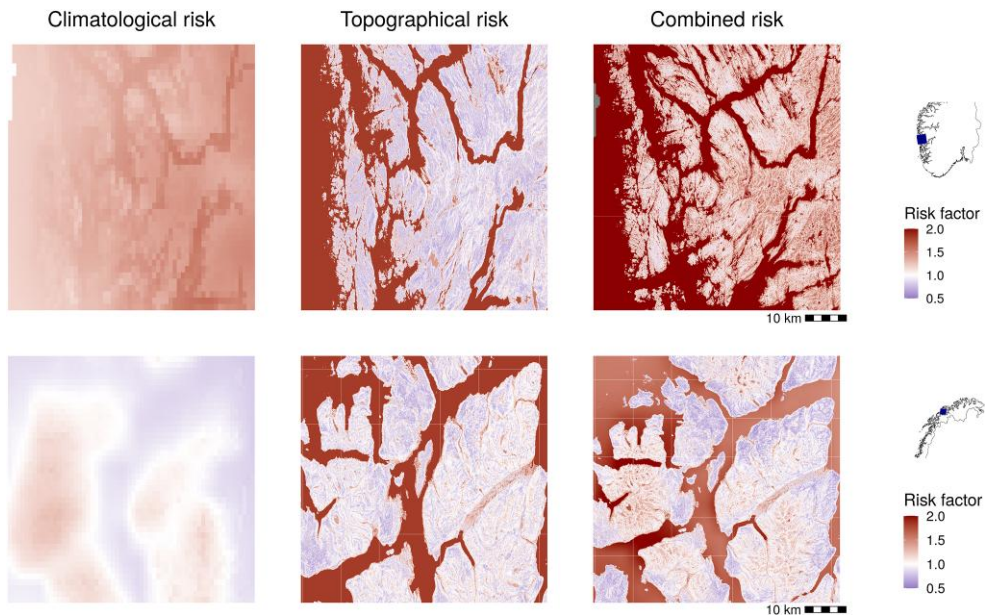 Climatological risk
Topographical risk
Combined risk
Risk factor
2.0
1.5
1.0
0.5
10 km
Risk factor
2.0
1.5
1.0
0.5
10 km